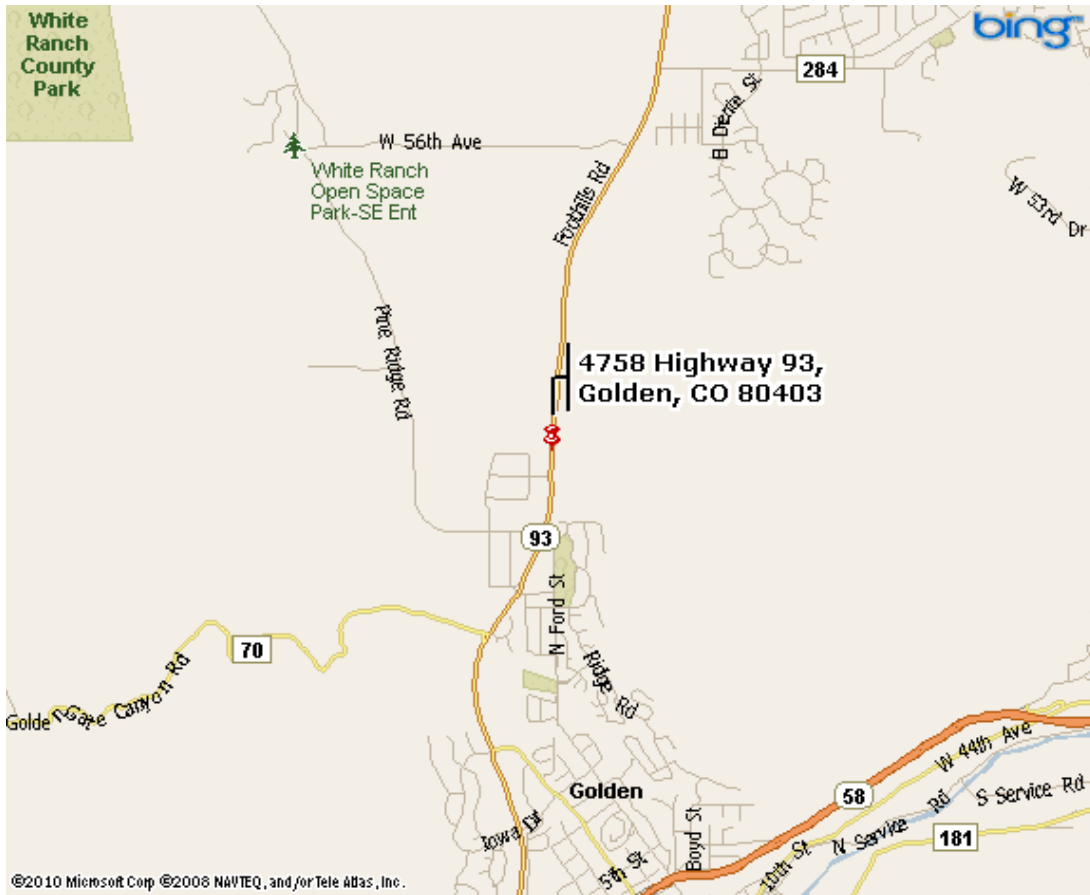 White
Ranch
County
Park
bing
284
B Dierre St
W 56th Ave
White Ranch
Open Space
Park-SE Ent
Foothills Rd
W 53rd Dr
Pine Ridge Rd
4758 Highway 93,
Golden, CO 80403
93
N Ford St
70
Golden Gate Canyon Rd
Ridge Rd
W 44th Ave
Golden
58
S Service Rd
N Service Rd
181
Iowa Dr
Boyd St
5th St
10th St
©2010 Microsoft Corp ©2008 NAVTEQ, and/or Tele Atlas, Inc.